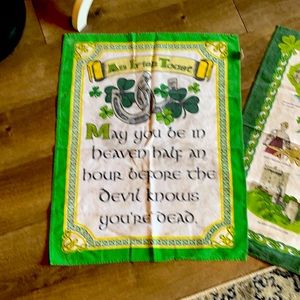 An Irish Toast
May you be in
heaven half an
hour before the
devil knows
you're dead.